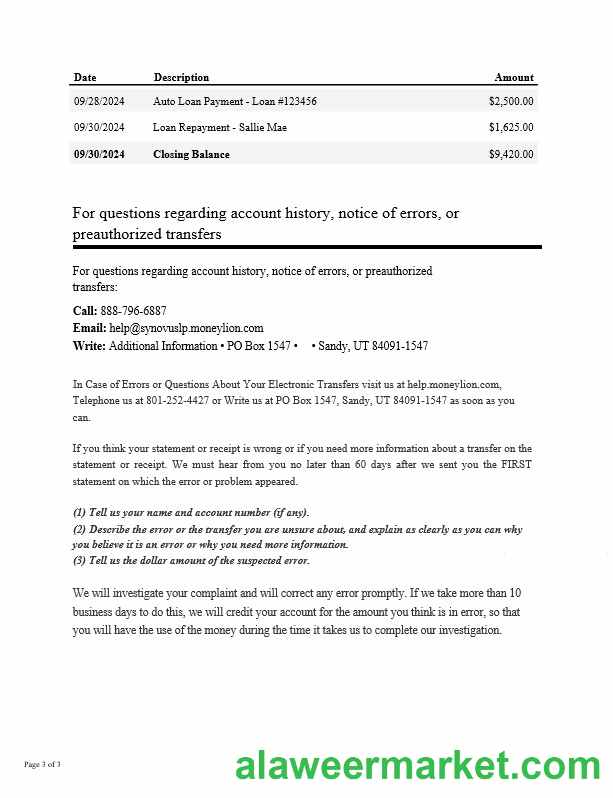 Date Description Amount
09/28/2024 Auto Loan Payment - Loan #123456 $2,500.00
09/30/2024 Loan Repayment - Sallie Mae $1,625.00
09/30/2024 Closing Balance $9,420.00
For questions regarding account history, notice of errors, or
preauthorized transfers
For questions regarding account history, notice of errors, or preauthorized
transfers:
Call: 888-796-6887
Email: help@synovuslp.moneylion.com
Write: Additional Information • PO Box 1547 • • Sandy, UT 84091-1547
In Case of Errors or Questions About Your Electronic Transfers visit us at help.moneylion.com,
Telephone us at 801-252-4427 or Write us at PO Box 1547, Sandy, UT 84091-1547 as soon as you
can.
If you think your statement or receipt is wrong or if you need more information about a transfer on the
statement or receipt. We must hear from you no later than 60 days after we sent you the FIRST
statement on which the error or problem appeared.
(1) Tell us your name and account number (if any).
(2) Describe the error or the transfer you are unsure about, and explain as clearly as you can why
you believe it is an error or why you need more information.
(3) Tell us the dollar amount of the suspected error.
We will investigate your complaint and will correct any error promptly. If we take more than 10
business days to do this, we will credit your account for the amount you think is in error, so that
you will have the use of the money during the time it takes us to complete our investigation.
Page 3 of 3
alaweermarket.com